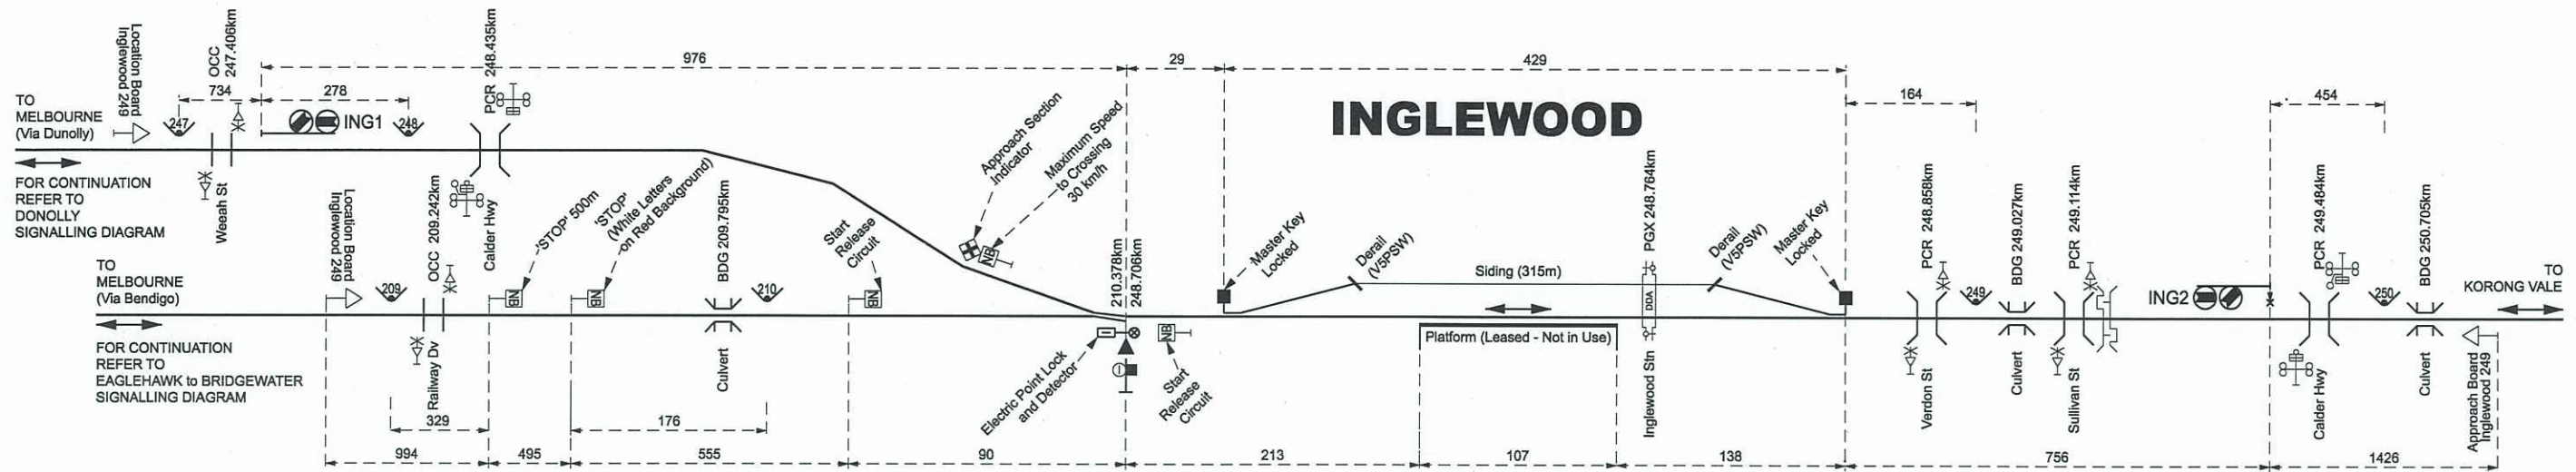 INGLEWOOD
Location Board
Inglewood 249
OCC
247.406km
PCR 248.435km
976
29
429
734
278
164
454
TO
MELBOURNE
(Via Dunolly)
247
ING1
248
FOR CONTINUATION
REFER TO
DONOLLY
SIGNALLING DIAGRAM
Weeah St
Calder Hwy
Approach Section
Indicator
Maximum Speed
to Crossing
30 km/h
NB
Location Board
Inglewood 249
OCC 209.242km
'STOP' 500m
'STOP'
(White Letters
on Red Background)
BDG 209.795km
Start
Release
Circuit
210.378km
248.706km
Master Key
Locked
Derail
(V5PSW)
Siding (315m)
PGX 248.764km
DDA
Derail
(V5PSW)
Master Key
Locked
PCR 248.858km
BDG 249.027km
PCR 249.114km
PCR 249.484km
BDG 250.705km
TO
MELBOURNE
(Via Bendigo)
209
NB
NB
210
NB
249
ING2
250
TO
KORONG VALE
FOR CONTINUATION
REFER TO
EAGLEHAWK to BRIDGEWATER
SIGNALLING DIAGRAM
Railway Dv
Culvert
Electric Point Lock
and Detector
NB
Start
Release
Circuit
Platform (Leased - Not in Use)
Inglewood Stn
Verdon St
Culvert
Sullivan St
Calder Hwy
Culvert
Approach Board
Inglewood 249
329
176
994
495
555
90
213
107
138
756
1426